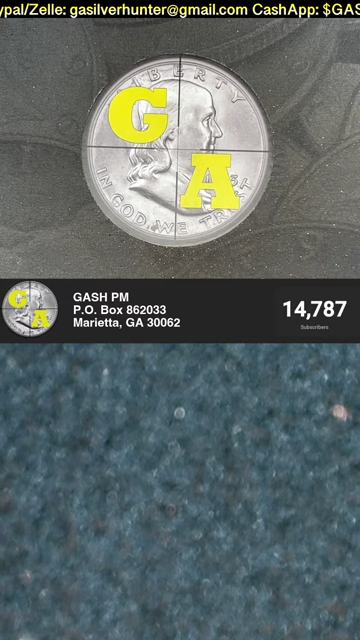 ypal/Zelle: gasilverhunter@gmail.com CashApp: $GAS
LIBERTY
G
A
IN GOD WE TRUST
G
A
GASH PM
P.O. Box 862033
Marietta, GA 30062
14,787
Subscribers